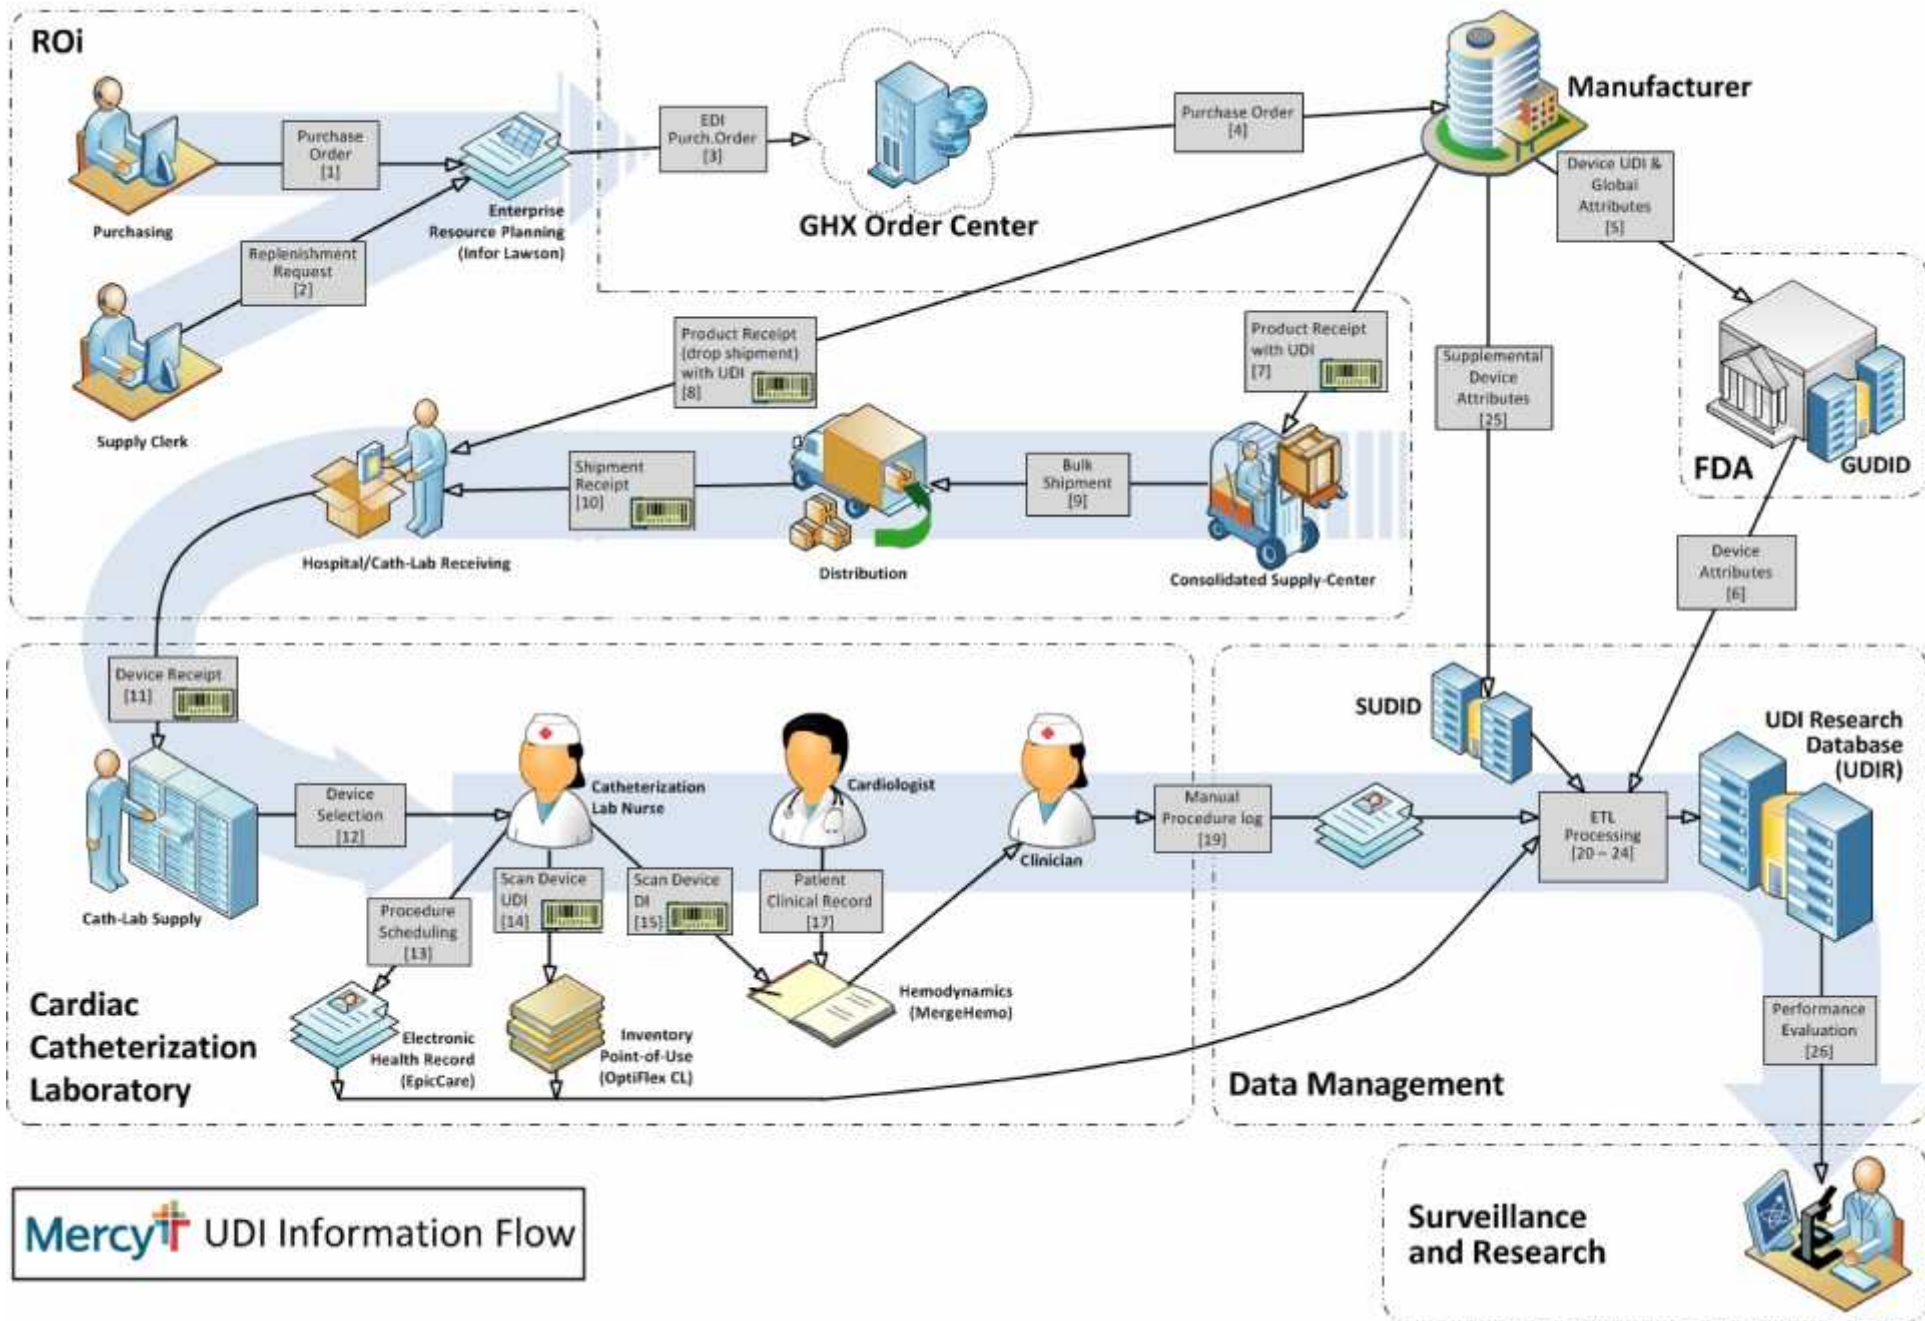 ROi
Purchase
Order
[1]
Purchasing
Enterprise
Resource Planning
(Infor Lawson)
Replenishment
Request
[2]
Supply Clerk
EDI
Purch.Order
[3]
GHX Order Center
Purchase Order
[4]
Manufacturer
Device UDI &
Global
Attributes
[5]
FDA
GUDID
Device
Attributes
[6]
Product Receipt
with UDI
[7]
Product Receipt
(drop shipment)
with UDI
[8]
Supplemental
Device
Attributes
[25]
Bulk
Shipment
[9]
Shipment
Receipt
[10]
Hospital/Cath-Lab Receiving
Distribution
Consolidated Supply-Center
Device Receipt
[11]
Cath-Lab Supply
Device
Selection
[12]
Catheterization
Lab Nurse
Cardiologist
Clinician
Procedure
Scheduling
[13]
Scan Device
UDI
[14]
Scan Device
DI
[15]
Patient
Clinical Record
[17]
Electronic
Health Record
(EpicCare)
Inventory
Point-of-Use
(OptiFlex CL)
Hemodynamics
(MergeHemo)
Cardiac
Catheterization
Laboratory
Manual
Procedure log
[19]
SUDID
ETL
Processing
[20 – 24]
UDI Research
Database
(UDIR)
Performance
Evaluation
[26]
Data Management
Surveillance
and Research
Mercy UDI Information Flow